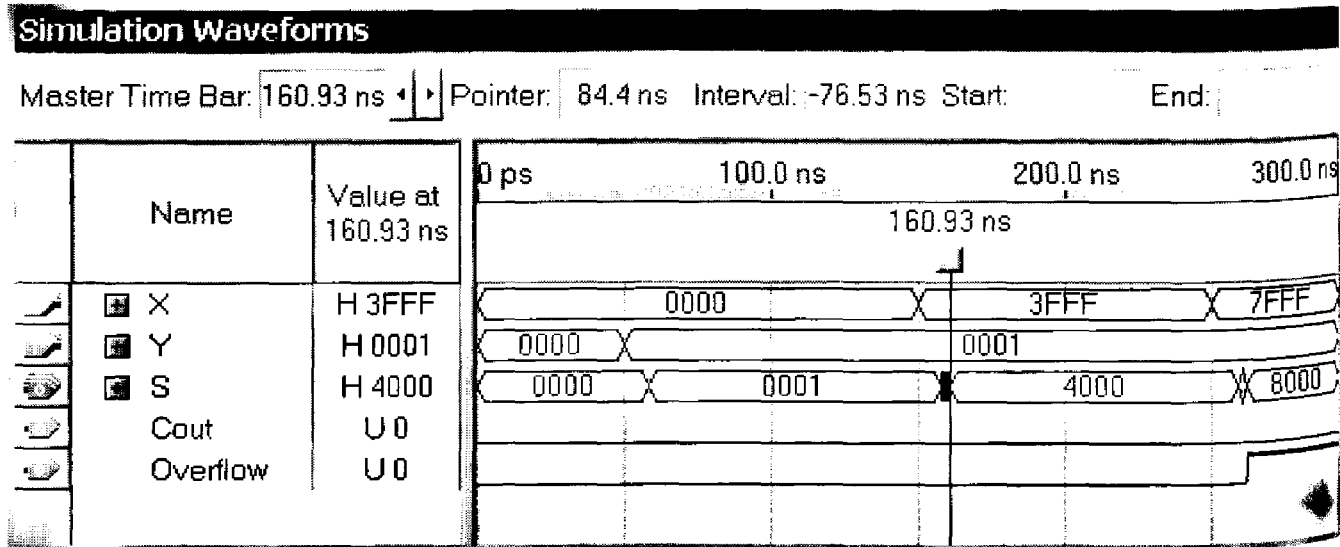 Simulation Waveforms
Master Time Bar: 160.93 ns Pointer: 84.4 ns Interval: -76.53 ns Start: End:
Name Value at 160.93 ns 0 ps 100.0 ns 200.0 ns 300.0 ns
160.93 ns
X H 3FFF 0000 3FFF 7FFF
Y H 0001 0000 0001
S H 4000 0000 0001 4000 8000
Cout U 0
Overflow U 0